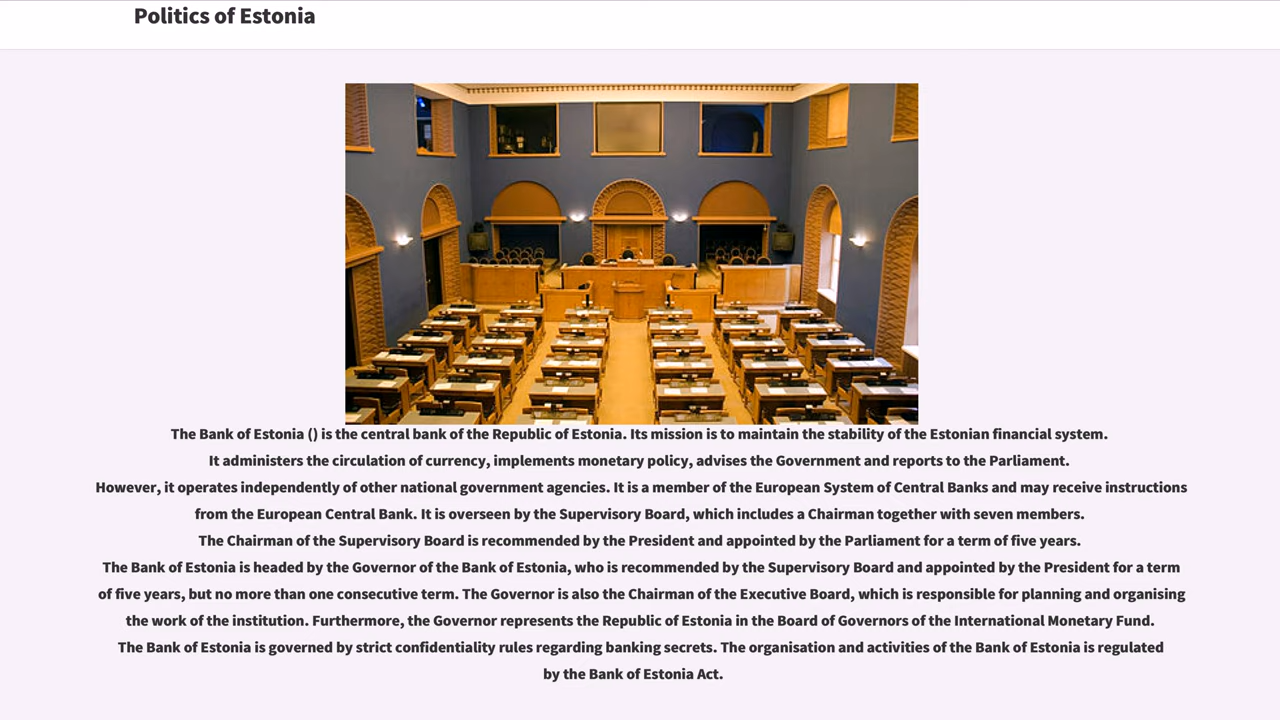 Politics of Estonia
The Bank of Estonia () is the central bank of the Republic of Estonia. Its mission is to maintain the stability of the Estonian financial system.
It administers the circulation of currency, implements monetary policy, advises the Government and reports to the Parliament.
However, it operates independently of other national government agencies. It is a member of the European System of Central Banks and may receive instructions
from the European Central Bank. It is overseen by the Supervisory Board, which includes a Chairman together with seven members.
The Chairman of the Supervisory Board is recommended by the President and appointed by the Parliament for a term of five years.
The Bank of Estonia is headed by the Governor of the Bank of Estonia, who is recommended by the Supervisory Board and appointed by the President for a term
of five years, but no more than one consecutive term. The Governor is also the Chairman of the Executive Board, which is responsible for planning and organising
the work of the institution. Furthermore, the Governor represents the Republic of Estonia in the Board of Governors of the International Monetary Fund.
The Bank of Estonia is governed by strict confidentiality rules regarding banking secrets. The organisation and activities of the Bank of Estonia is regulated
by the Bank of Estonia Act.